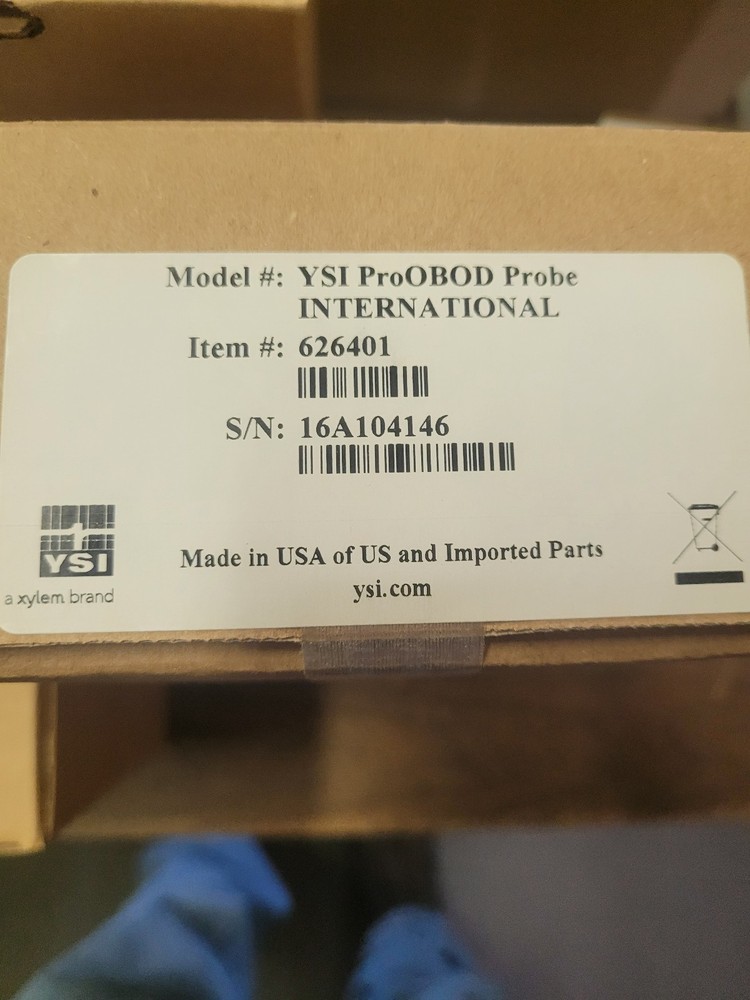 Model #: YSI ProOBOD Probe
INTERNATIONAL
Item #: 626401
S/N: 16A104146
YSI
a xylem brand
Made in USA of US and Imported Parts
ysi.com